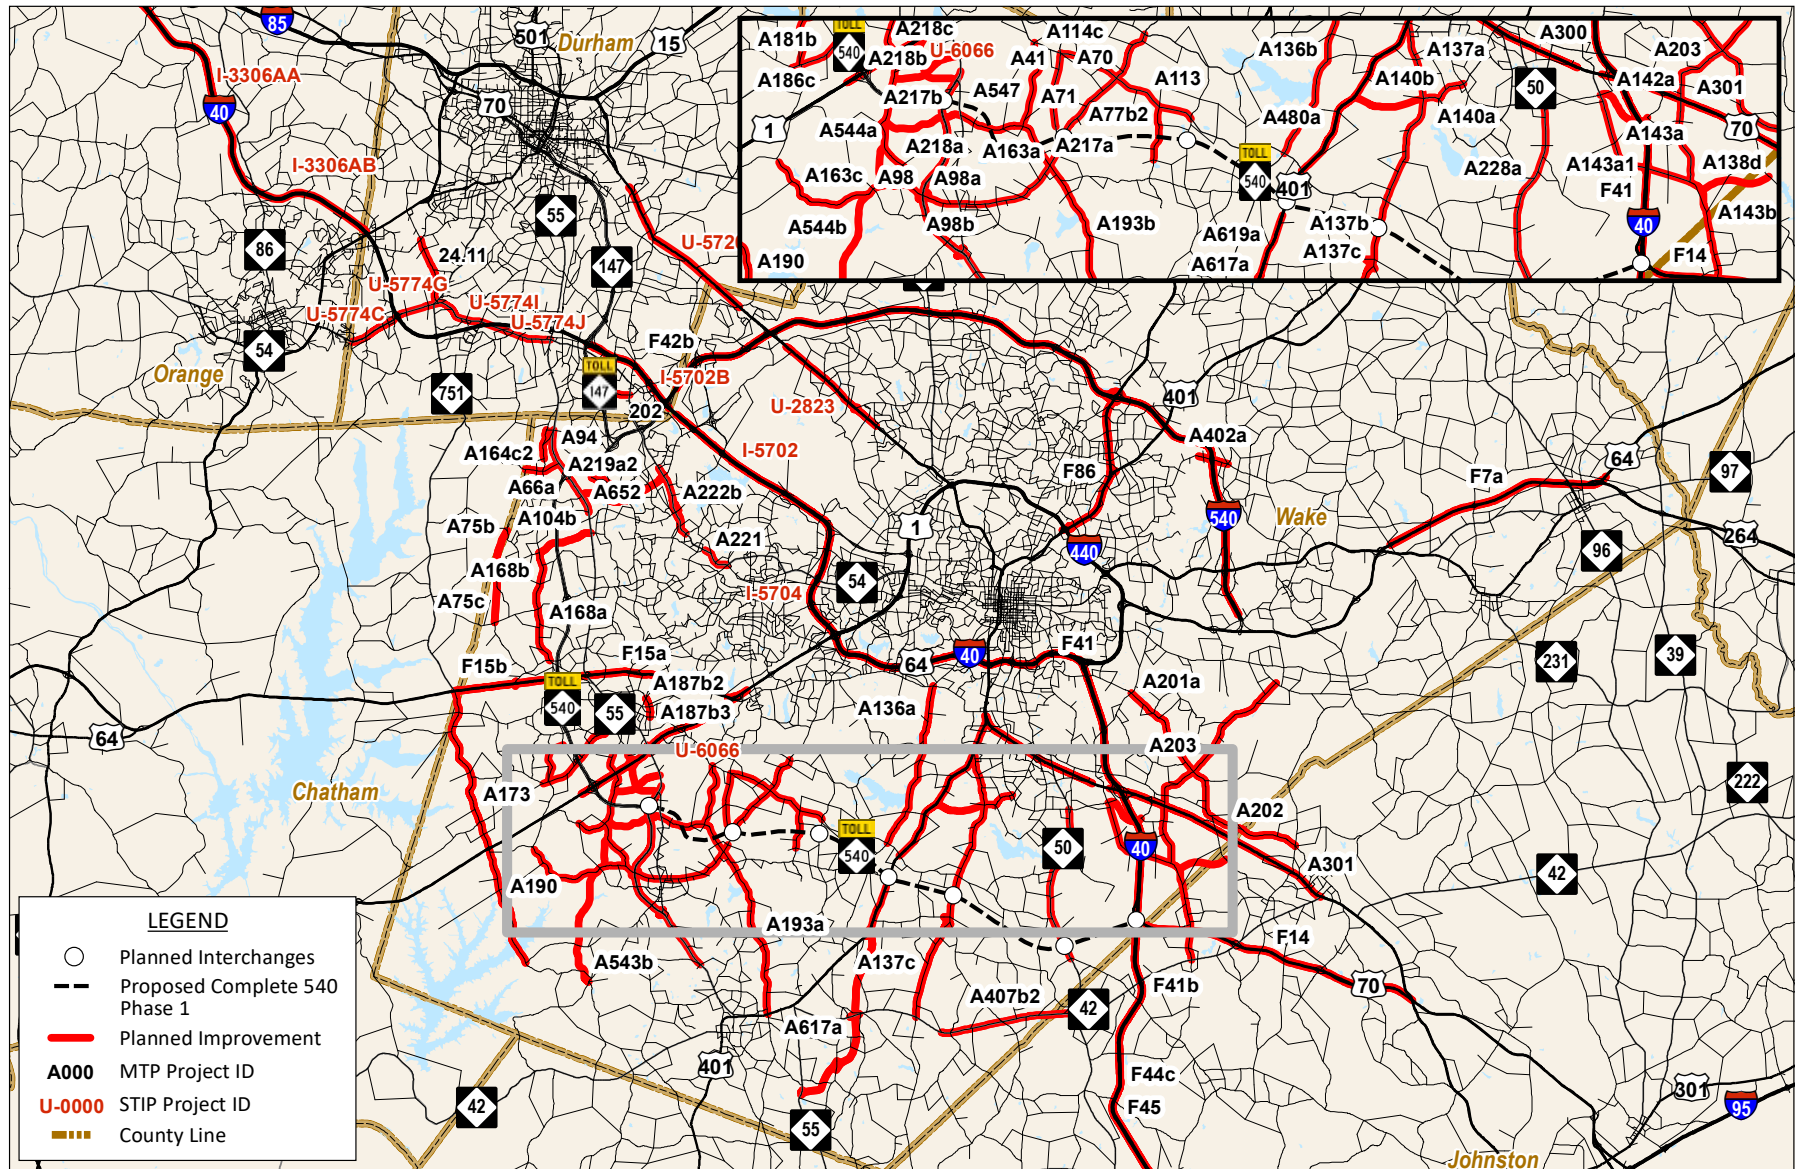 85
501
Durham
15
I-3306AA
70
40
I-3306AB
55
86
147
24.11
U-5720
U-5774G
U-5774I
U-5774C
U-5774J
54
Orange
F42b
TOLL
147
I-5702B
751
202
U-2823
401
A94
A164c2
A219a2
A402a
I-5702
64
97
A66a
A652
A222b
F86
F7a
A75b
A104b
1
540
Wake
A221
440
264
96
A168b
54
A75c
A168a
I-5704
F15b
F15a
64
40
F41
231
39
A187b2
A201a
TOLL
540
55
A187b3
A136a
64
U-6066
A203
A173
222
Chatham
A202
TOLL
540
50
40
A301
42
A190
A193a
F14
A543b
A137c
70
F41b
A407b2
42
A617a
401
F44c
F45
42
55
301
95
Johnston
A181b
TOLL
540
A218c
U-6066
A114c
A136b
A137a
A300
A203
A218b
A41
A70
A186c
A113
A140b
50
A142a
A547
A217b
A71
A301
1
A544a
A77b2
A480a
A140a
A143a
70
A218a
A163a
A217a
A163c
A98
A98a
TOLL
540
401
A228a
A143a1
A138d
F41
A544b
A98b
A193b
A619a
A137b
40
A143b
A190
A617a
A137c
F14
LEGEND
Planned Interchanges
Proposed Complete 540
Phase 1
Planned Improvement
A000 MTP Project ID
U-0000 STIP Project ID
County Line